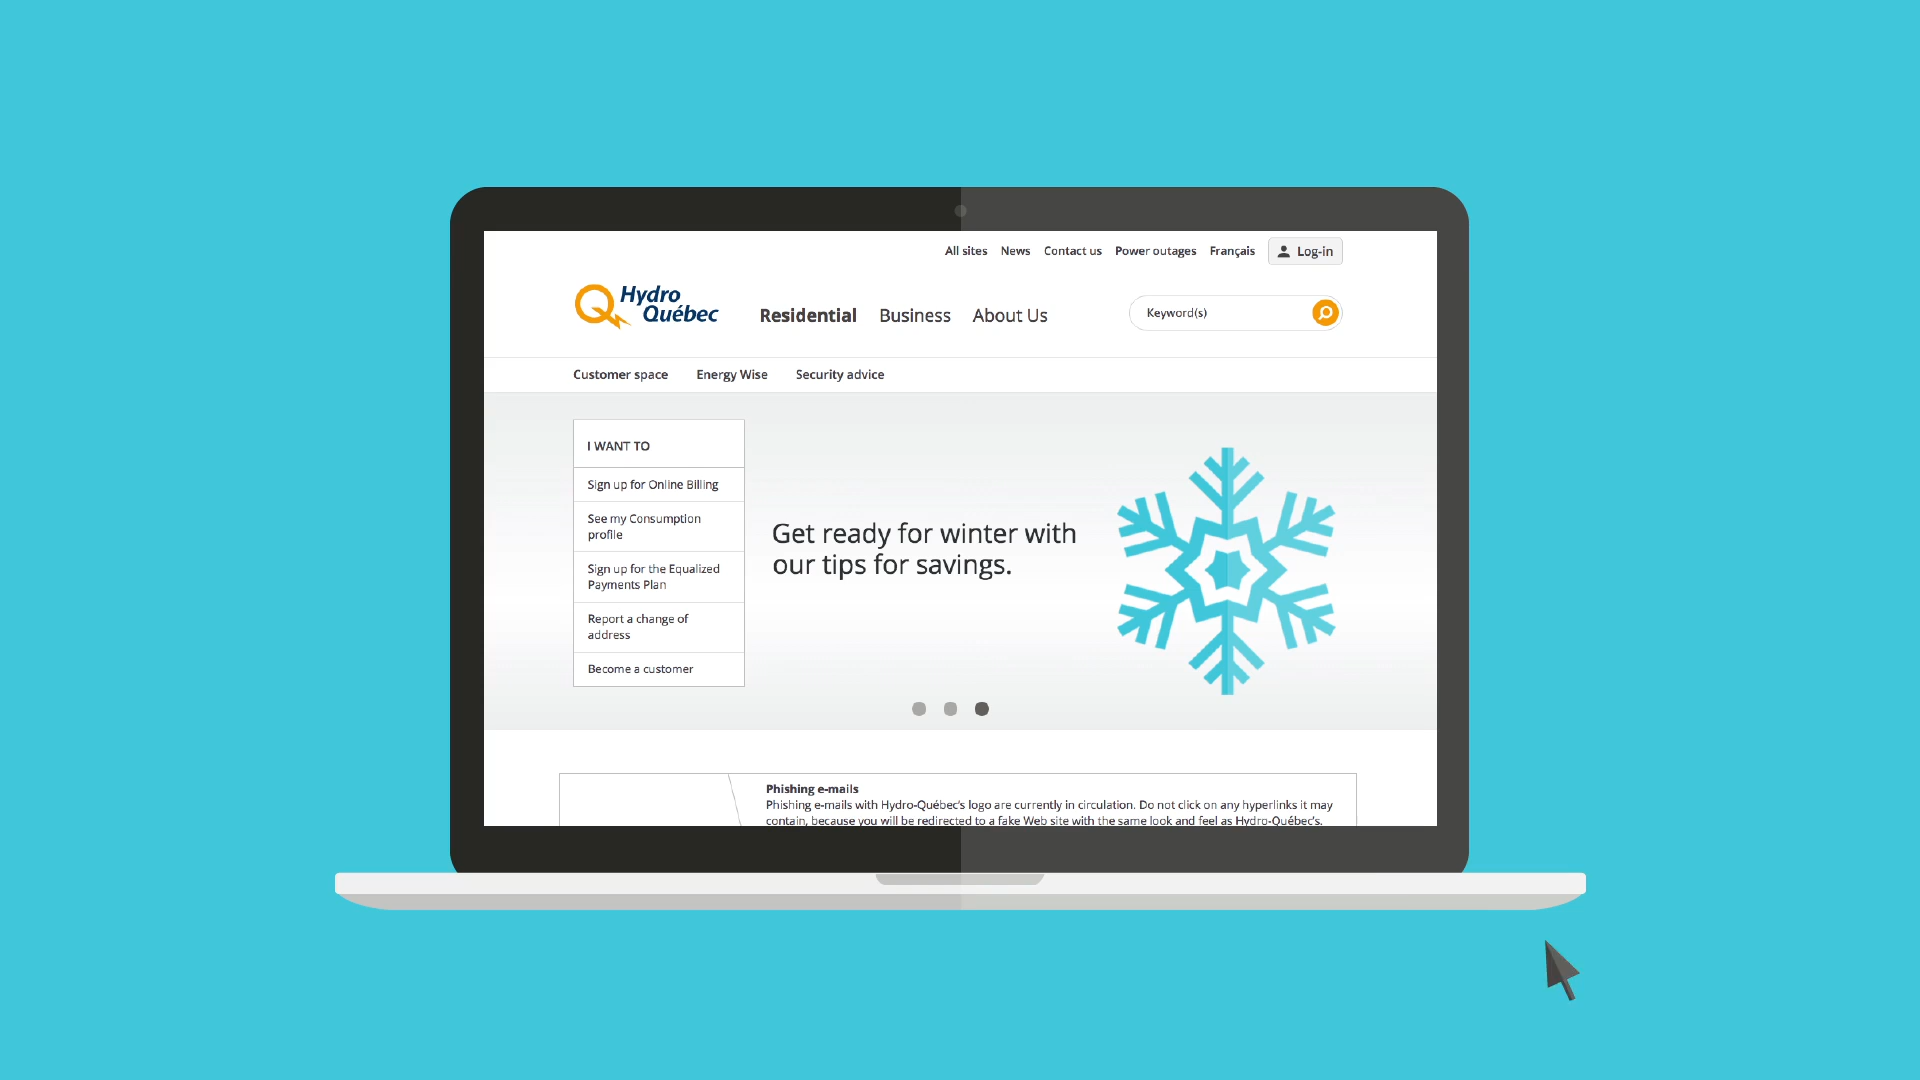 All sites News Contact us Power outages Français Log-in
Hydro
Québec
Residential Business About Us
Keyword(s)
Customer space Energy Wise Security advice
I WANT TO
Sign up for Online Billing
See my Consumption
profile
Sign up for the Equalized
Payments Plan
Report a change of
address
Become a customer
Get ready for winter with
our tips for savings.
Phishing e-mails
Phishing e-mails with Hydro-Québec's logo are currently in circulation. Do not click on any hyperlinks it may
contain, because you will be redirected to a fake Web site with the same look and feel as Hydro-Québec's.